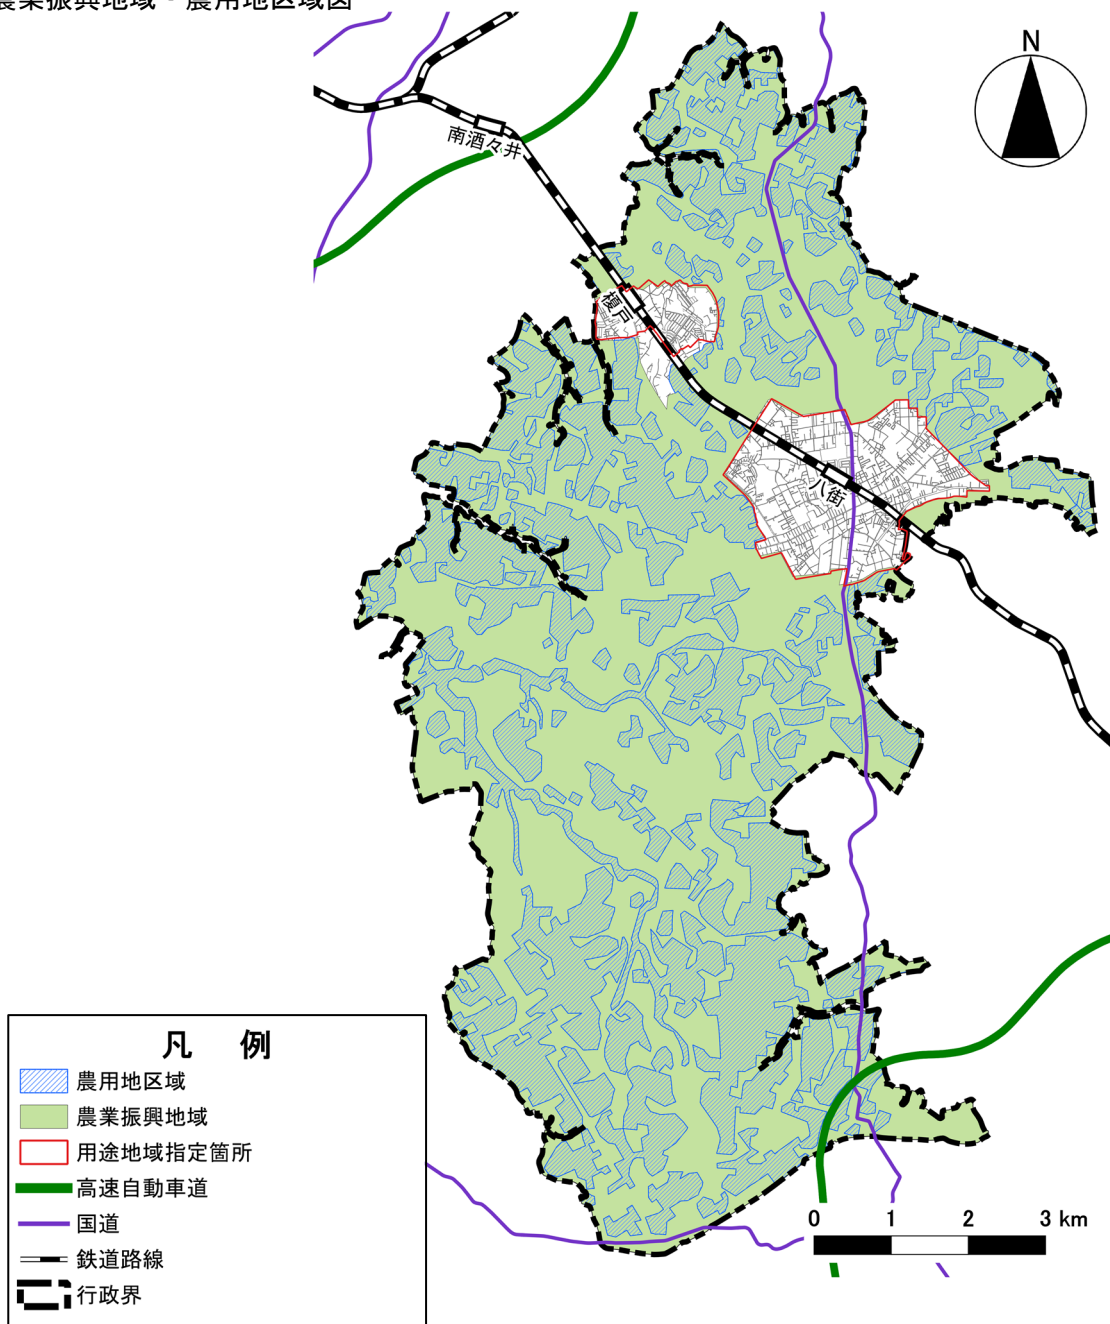 農業振興地域・農用地区域図
N
南酒々井
榎戸
八街
凡 例
農用地区域
農業振興地域
用途地域指定箇所
高速自動車道
国道
鉄道路線
行政界
0 1 2 3 km